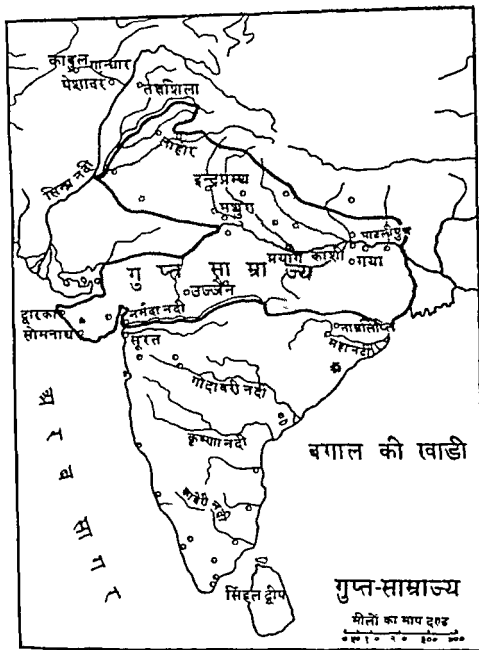 काबुल गान्धार
पेशावर
तक्षशिला
लाहौर
सिन्ध नदी
इन्द्रप्रस्थ
मथुरा
पाटलीपुत्र
प्रयाग काशी
गया
गुप्त साम्राज्य
उज्जैन
द्वारका
नर्मदा नदी
सोमनाथ
सूरत
ताम्रलिप्ति
महानदी
गोदावरी नदी
कृष्णा नदी
बगाल की खाडी
अरब सागर
काबेरी नदी
सिंहल द्वीप
गुप्त-साम्राज्य
मीलों का माप दण्ड